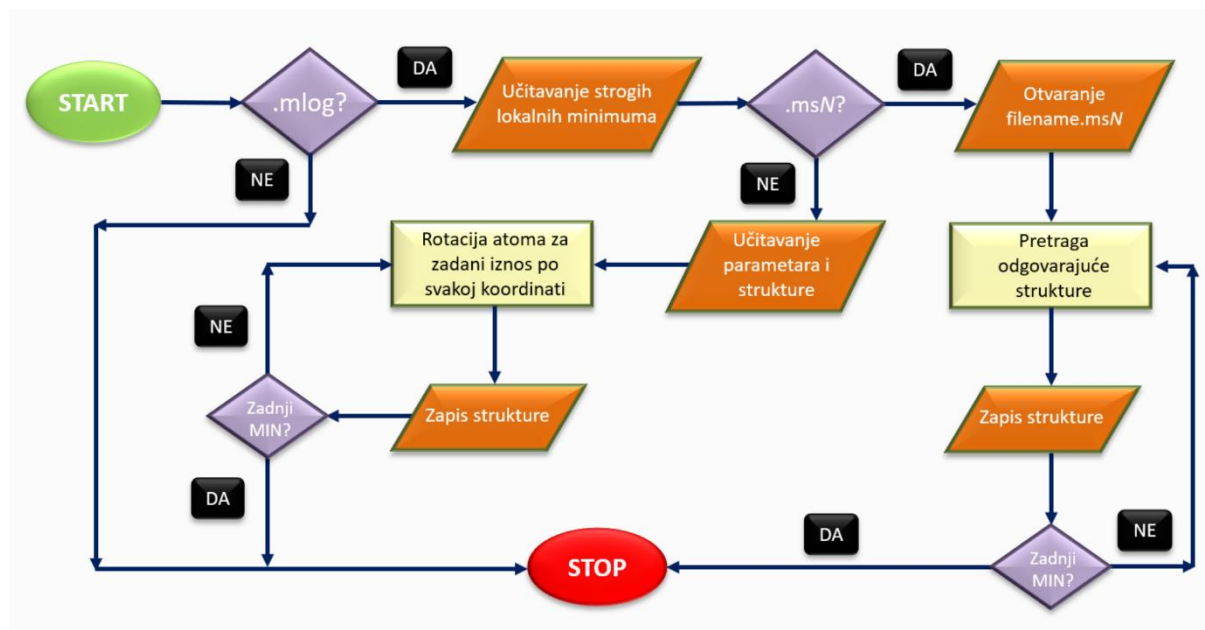 START
.mlog?
DA
Učitavanje strogih
lokalnih minimuma
.msN?
DA
Otvaranje
filename.msN
NE
NE
Rotacija atoma za
zadani iznos po
svakoj koordinati
Učitavanje
parametara i
strukture
Pretraga
odgovarajuće
strukture
NE
Zadnji
MIN?
Zapis strukture
Zapis strukture
DA
STOP
DA
Zadnji
MIN?
NE